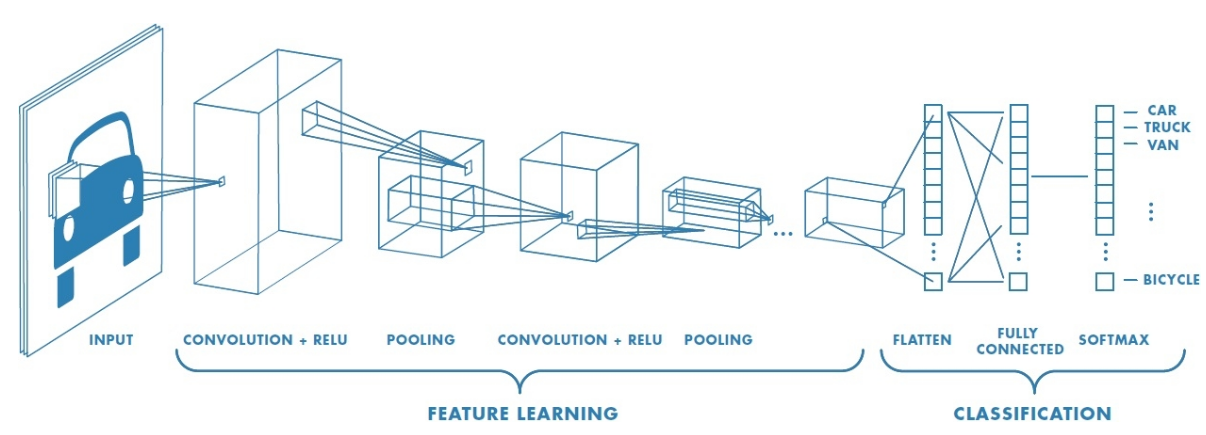 CAR
TRUCK
VAN
BICYCLE
INPUT
CONVOLUTION + RELU
POOLING
CONVOLUTION + RELU
POOLING
FLATTEN
FULLY
CONNECTED
SOFTMAX
FEATURE LEARNING
CLASSIFICATION